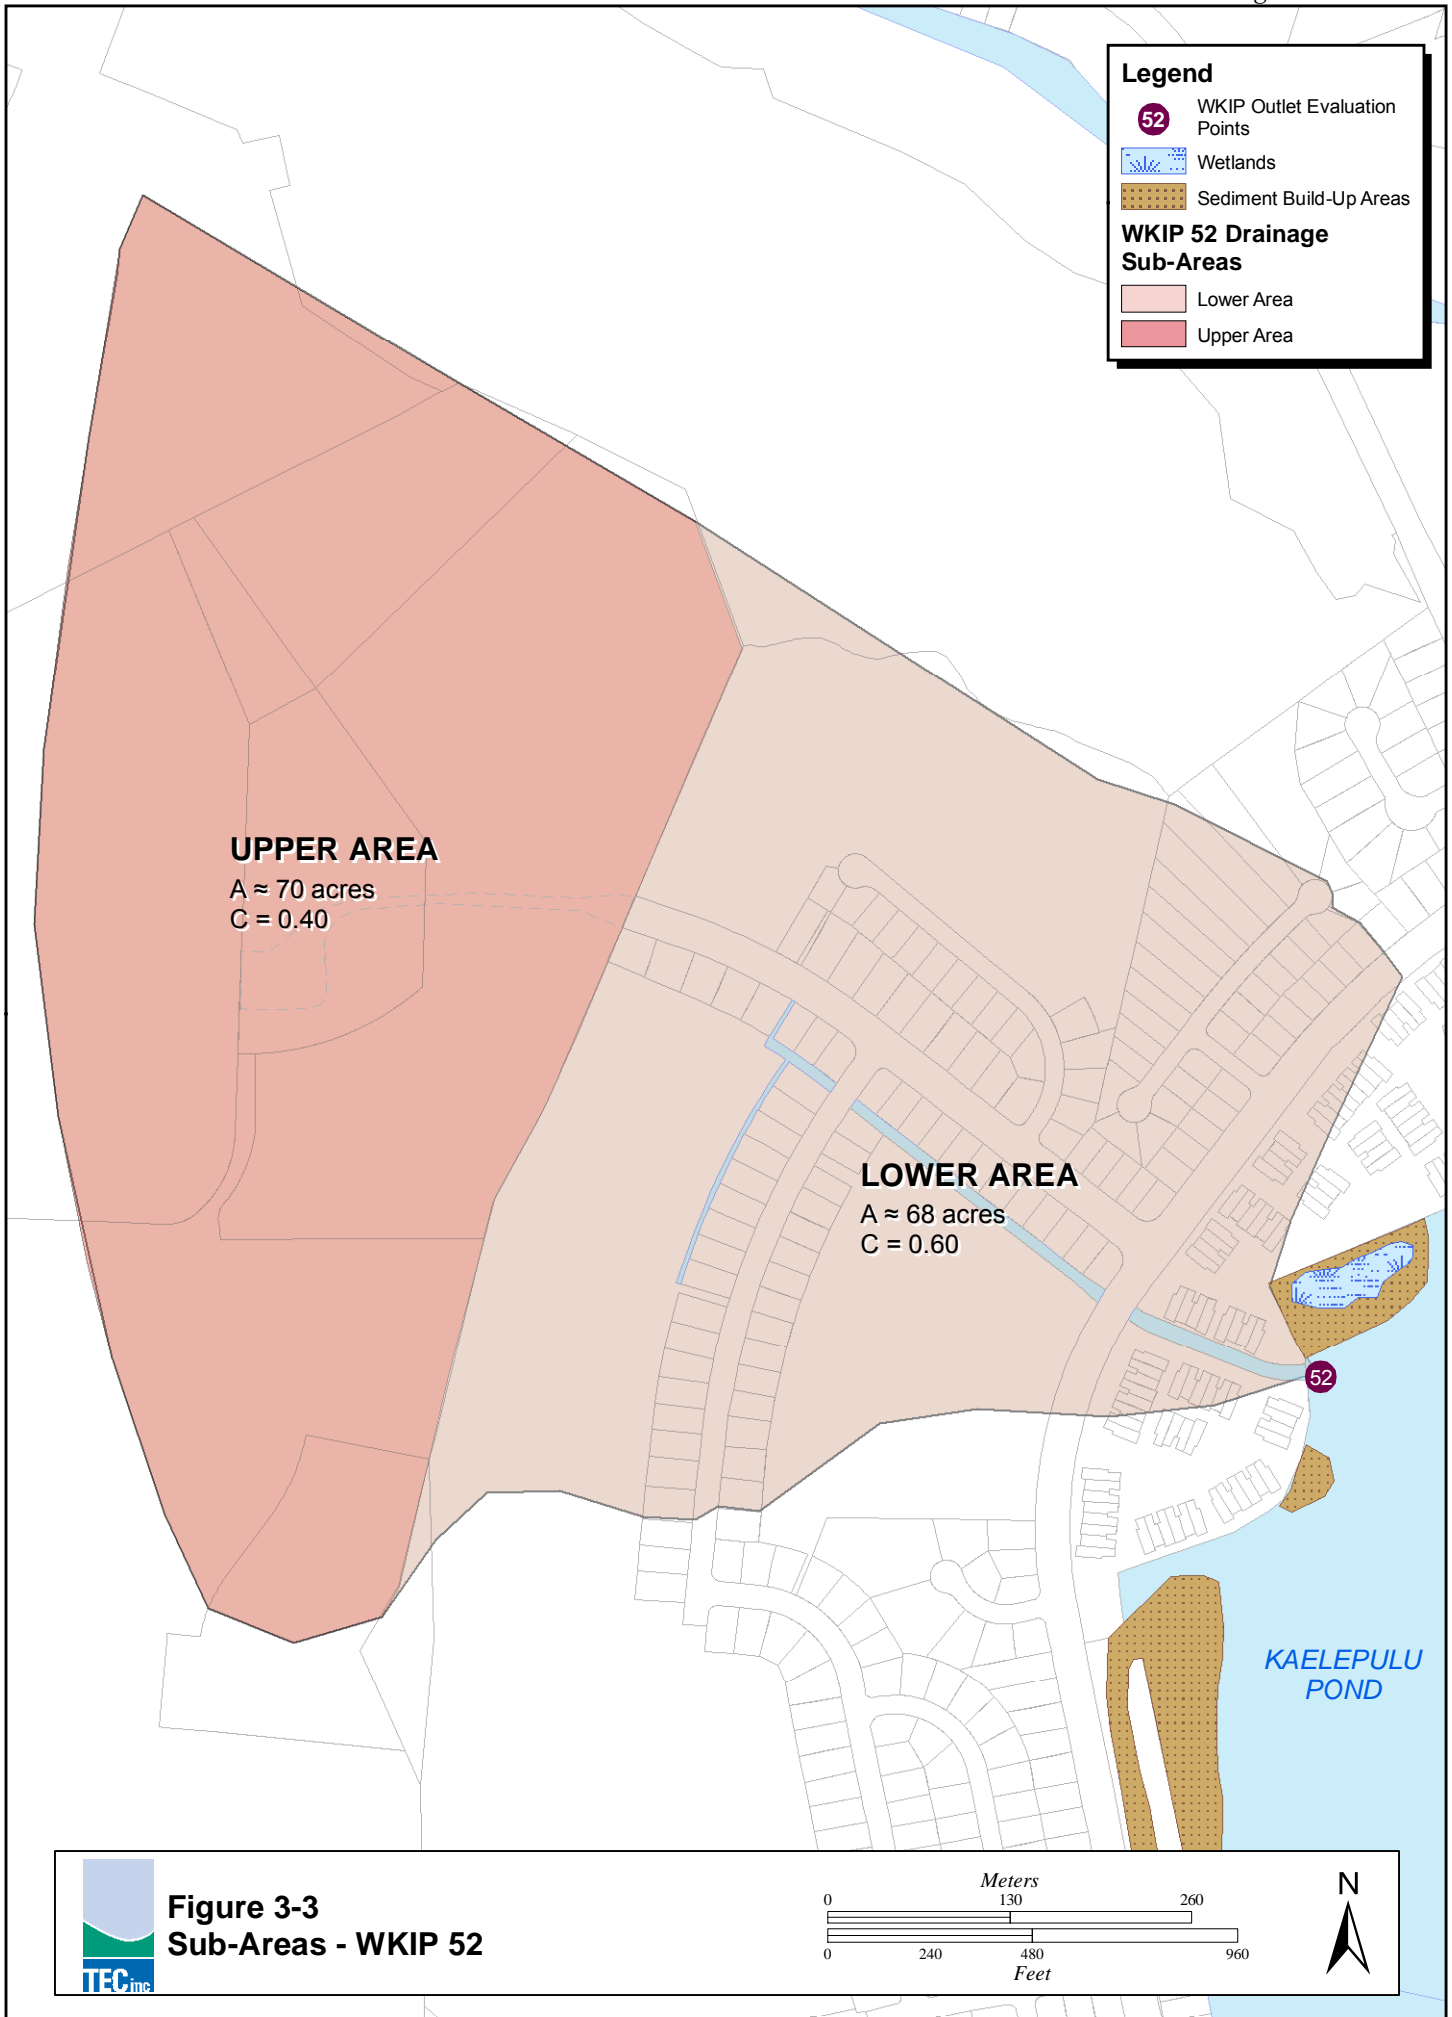 Legend
52
WKIP Outlet Evaluation
Points
Wetlands
Sediment Build-Up Areas
WKIP 52 Drainage
Sub-Areas
Lower Area
Upper Area
UPPER AREA
A ≈ 70 acres
C = 0.40
LOWER AREA
A ≈ 68 acres
C = 0.60
52
KAELEPULU
POND
Figure 3-3
Sub-Areas - WKIP 52
TEC inc
Meters
0 130 260
0 240 480 960
Feet
N